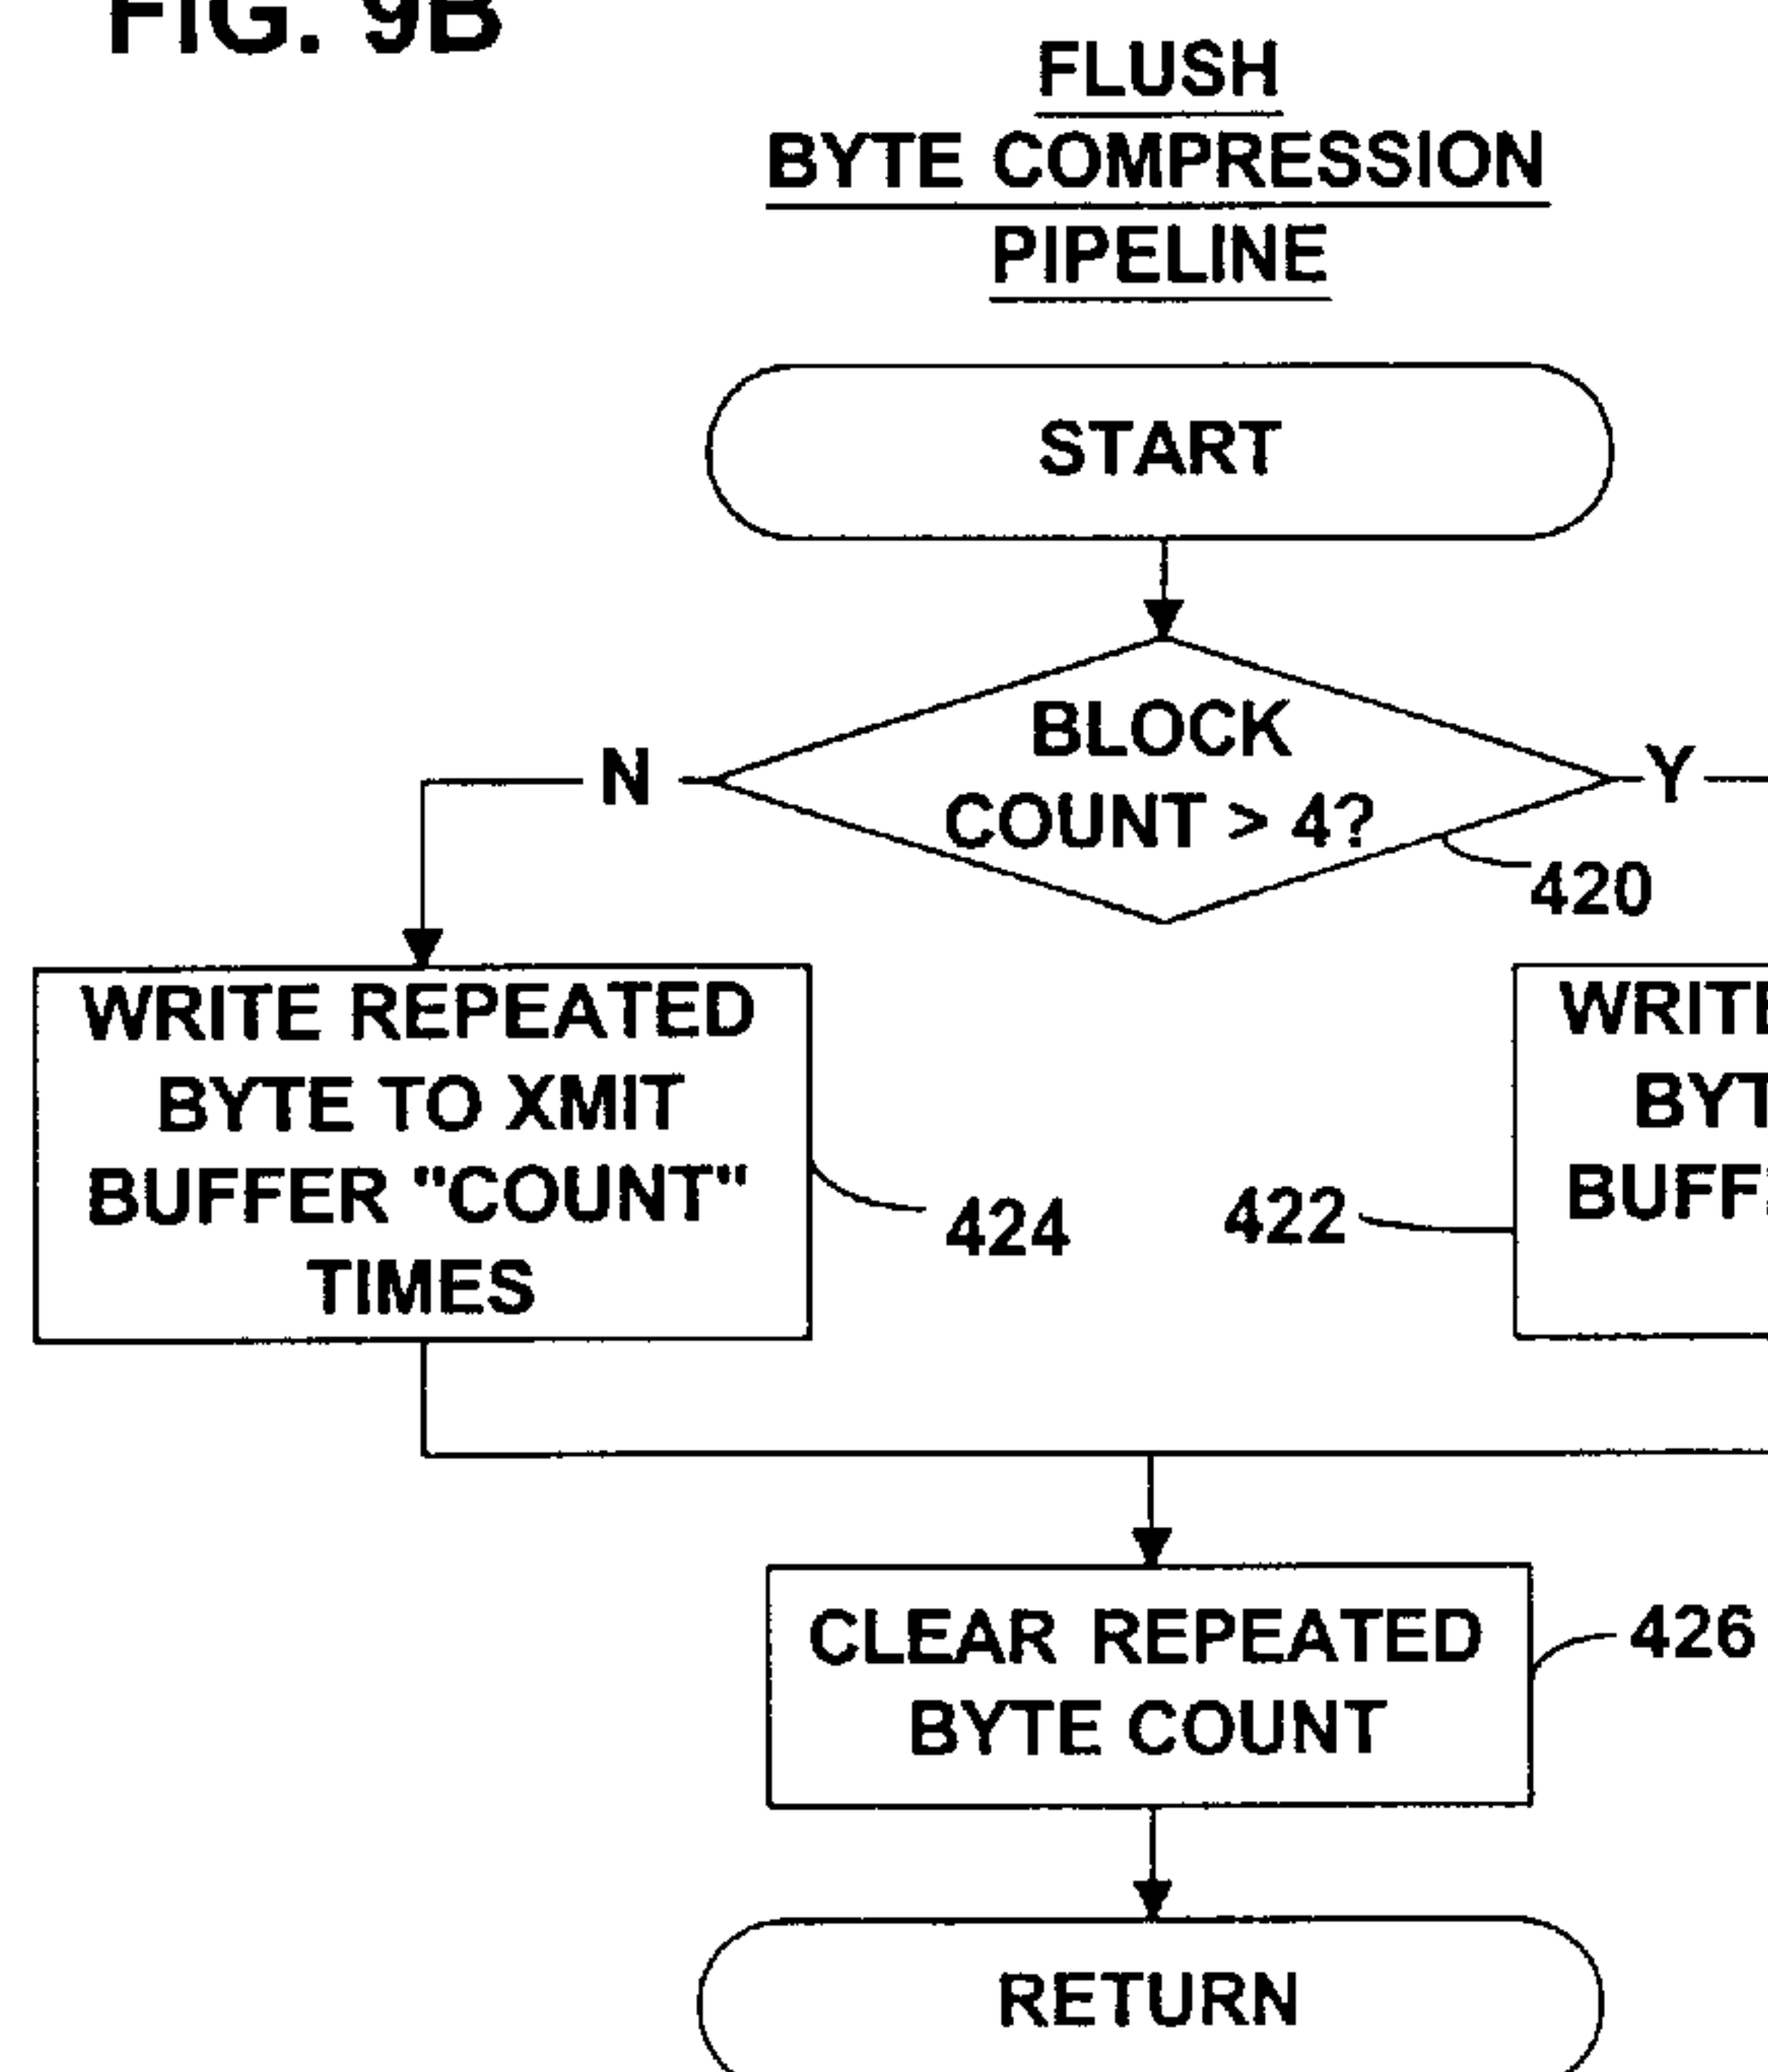 FIG. 9B
FLUSH
BYTE COMPRESSION
PIPELINE
START
BLOCK
COUNT > 4?
N
Y
420
WRITE REPEATED
BYTE TO XMIT
BUFFER "COUNT"
TIMES
424
422
CLEAR REPEATED
BYTE COUNT
426
RETURN